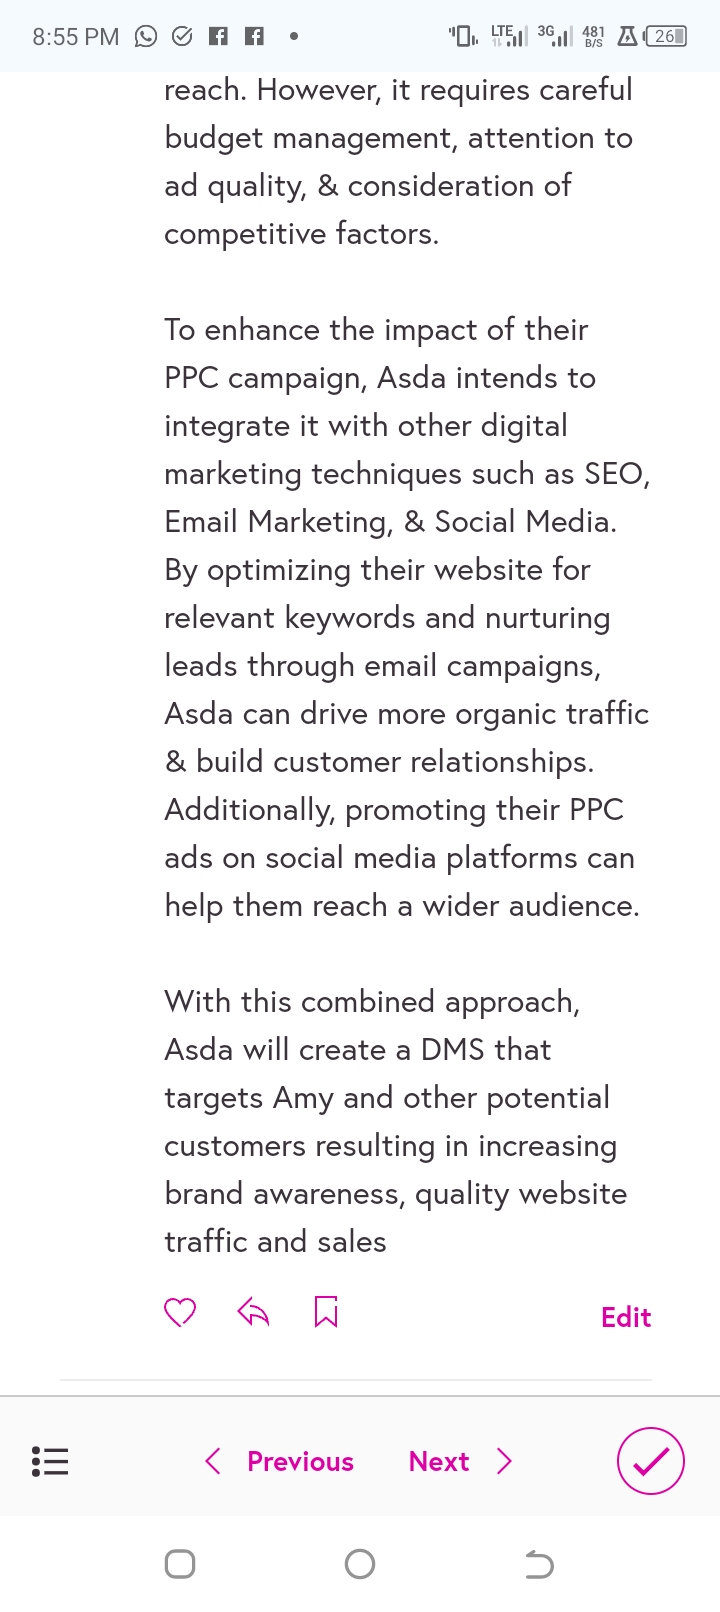 8:55 PM
LTE 3G 481 B/S 26
reach. However, it requires careful
budget management, attention to
ad quality, & consideration of
competitive factors.
To enhance the impact of their
PPC campaign, Asda intends to
integrate it with other digital
marketing techniques such as SEO,
Email Marketing, & Social Media.
By optimizing their website for
relevant keywords and nurturing
leads through email campaigns,
Asda can drive more organic traffic
& build customer relationships.
Additionally, promoting their PPC
ads on social media platforms can
help them reach a wider audience.
With this combined approach,
Asda will create a DMS that
targets Amy and other potential
customers resulting in increasing
brand awareness, quality website
traffic and sales
Edit
Previous Next